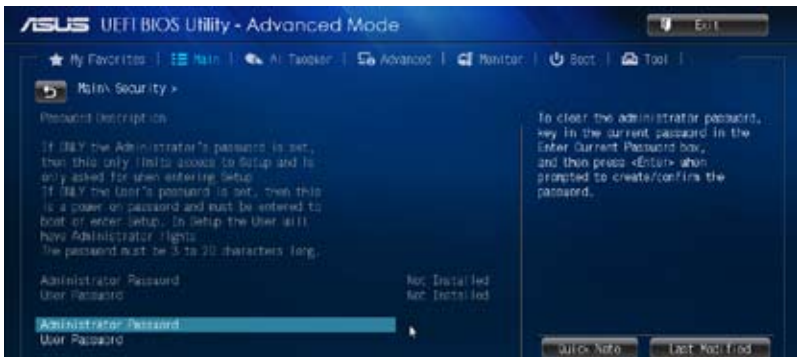 ASUS UEFI BIOS Utility - Advanced Mode
Exit
My Favorites | Main | Ai Tweaker | Advanced | Monitor | Boot | Tool |
Main\ Security >
Password Description
If ONLY the Administrator's password is set,
then this only limits access to Setup and is
only asked for when entering Setup
If ONLY the User's password is set, then this
is a power on password and must be entered to
boot or enter Setup. In Setup the User will
have Administrator rights
The password must be 3 to 20 characters long.
Administrator Password Not Installed
User Password Not Installed
Administrator Password
User Password
To clear the administrator password,
key in the current password in the
Enter Current Password box,
and then press <Enter> when
prompted to create/confirm the
password.
Quick Note
Last Modified